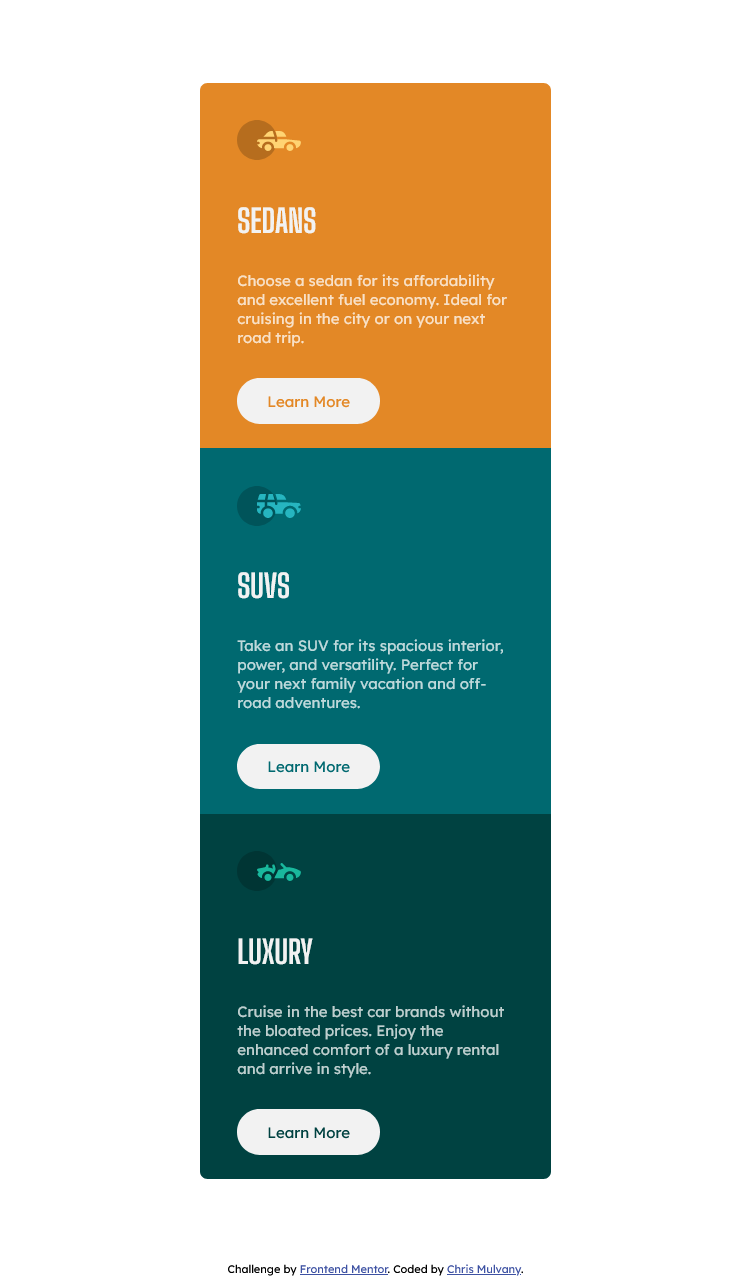 SEDANS
Choose a sedan for its affordability
and excellent fuel economy. Ideal for
cruising in the city or on your next
road trip.
Learn More
SUVS
Take an SUV for its spacious interior,
power, and versatility. Perfect for
your next family vacation and off-
road adventures.
Learn More
LUXURY
Cruise in the best car brands without
the bloated prices. Enjoy the
enhanced comfort of a luxury rental
and arrive in style.
Learn More
Challenge by Frontend Mentor. Coded by Chris Mulvany.